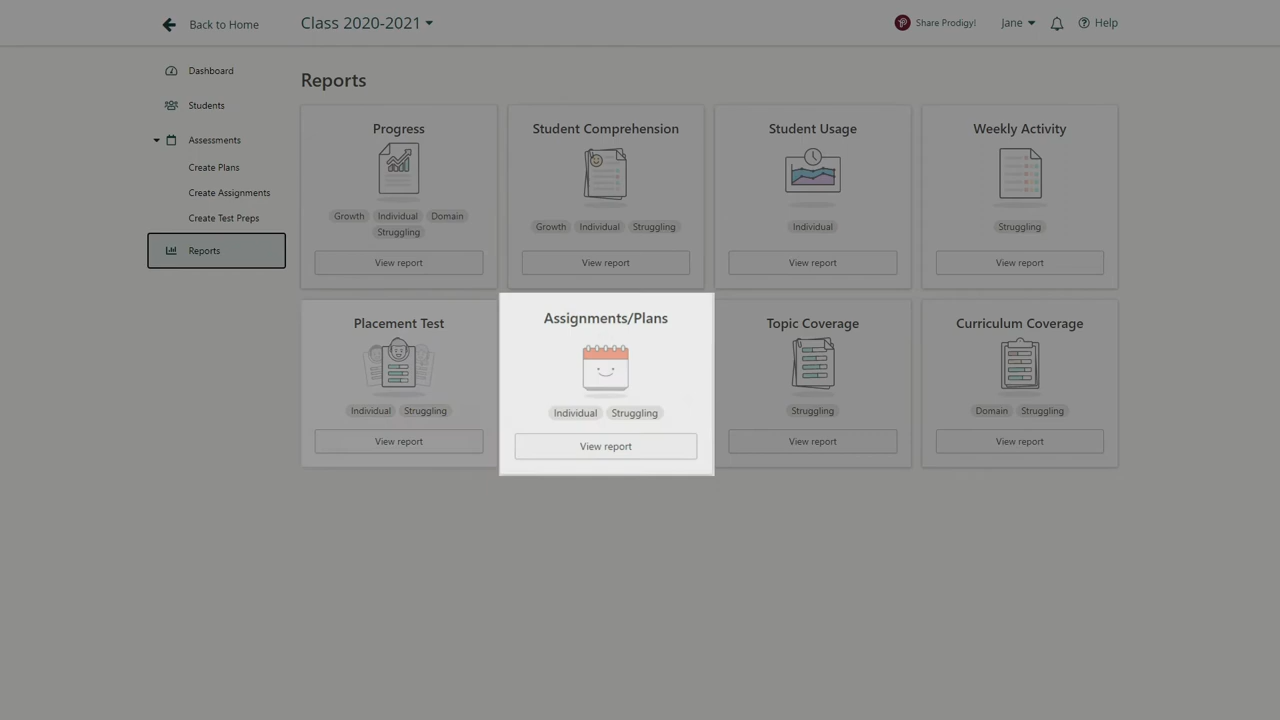 Back to Home
Class 2020-2021
Share Prodigy!
Jane
Help
Dashboard
Students
Assessments
Create Plans
Create Assignments
Create Test Preps
Reports
Reports
Progress
Growth Individual Domain
Struggling
View report
Student Comprehension
Growth Individual Struggling
View report
Student Usage
Individual
View report
Weekly Activity
Struggling
View report
Placement Test
Individual Struggling
View report
Assignments/Plans
Individual Struggling
View report
Topic Coverage
Struggling
View report
Curriculum Coverage
Domain Struggling
View report